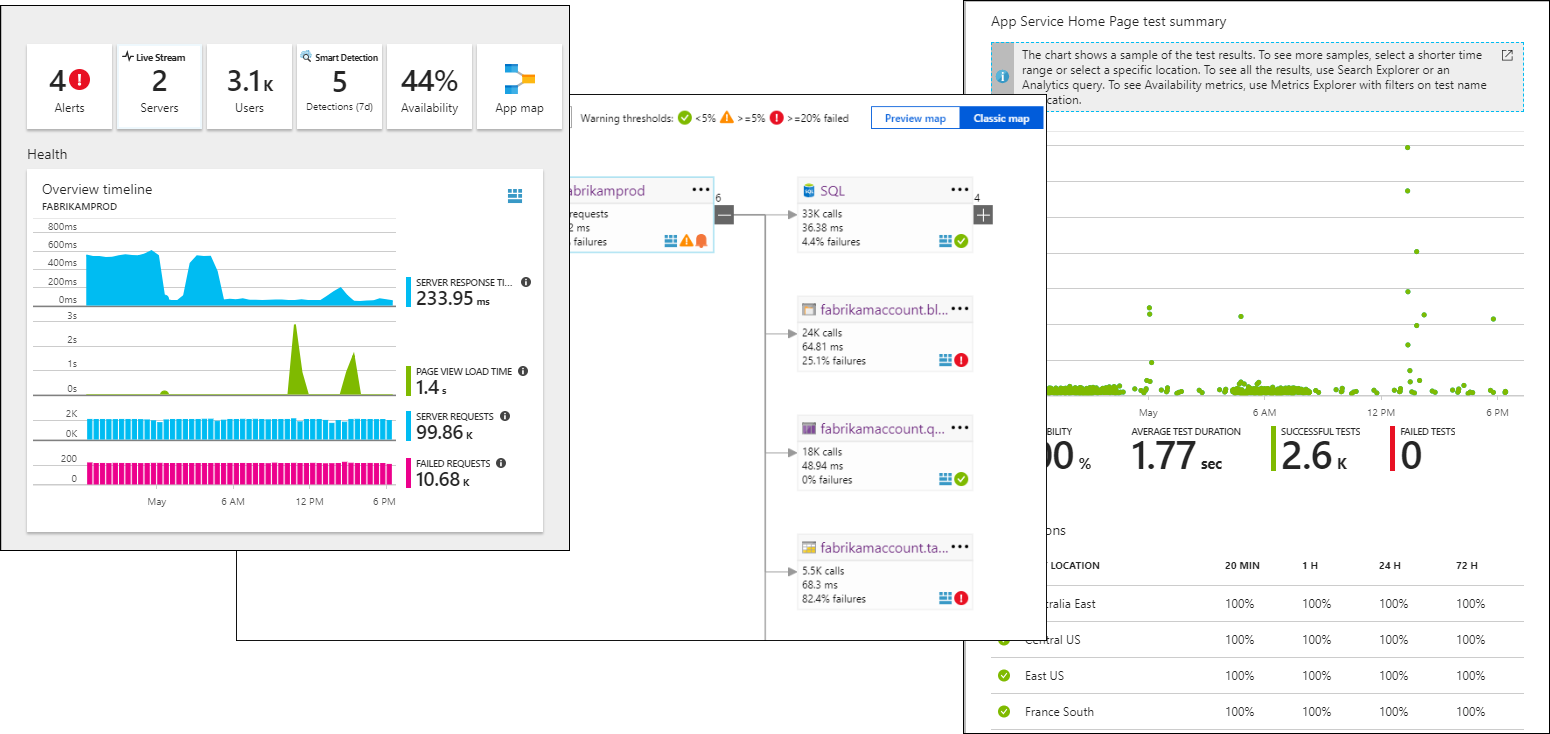 4
Alerts
Live Stream
2
Servers
3.1K
Users
Smart Detection
5
Detections (7d)
44%
Availability
App map
Health
Overview timeline
FABRIKAMPROD
800ms
600ms
400ms
200ms
0ms
SERVER RESPONSE TI...
233.95 ms
3s
2s
1s
0s
PAGE VIEW LOAD TIME
1.4 s
2K
0K
SERVER REQUESTS
99.86 K
200
0
FAILED REQUESTS
10.68 K
May 6 AM 12 PM 6 PM
Warning thresholds: <5% >=5% >=20% failed
Preview map
Classic map
abrikamprod
requests
ms
failures
6
SQL
33K calls
36.38 ms
4.4% failures
4
fabrikamaccount.bl...
24K calls
64.81 ms
25.1% failures
fabrikamaccount.q...
18K calls
48.94 ms
0% failures
fabrikamaccount.ta...
5.5K calls
68.3 ms
82.4% failures
App Service Home Page test summary
The chart shows a sample of the test results. To see more samples, select a shorter time
range or select a specific location. To see all the results, use Search Explorer or an
Analytics query. To see Availability metrics, use Metrics Explorer with filters on test name
cation.
May 6 AM 12 PM 6 PM
BILITY
00 %
AVERAGE TEST DURATION
1.77 sec
SUCCESSFUL TESTS
2.6 K
FAILED TESTS
0
ons
LOCATION 20 MIN 1 H 24 H 72 H
tralia East 100% 100% 100% 100%
Central US 100% 100% 100% 100%
East US 100% 100% 100% 100%
France South 100% 100% 100% 100%